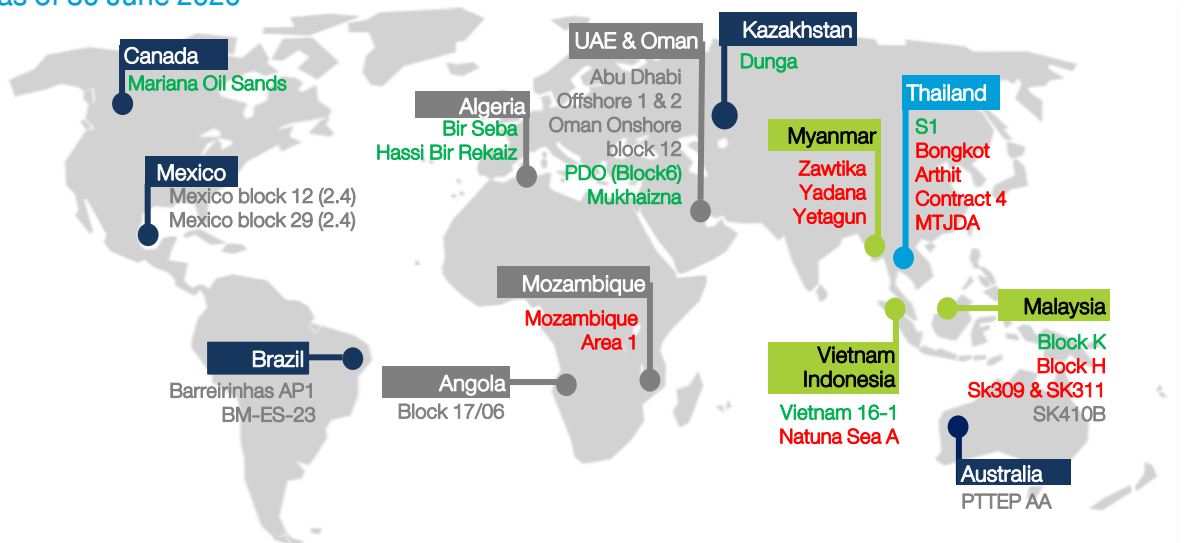 Canada
Mariana Oil Sands
Mexico
Mexico block 12 (2.4)
Mexico block 29 (2.4)
Brazil
Barreirinhas AP1
BM-ES-23
Algeria
Bir Seba
Hassi Bir Rekaiz
UAE & Oman
Abu Dhabi
Offshore 1 & 2
Oman Onshore
block 12
PDO (Block6)
Mukhaizna
Mozambique
Mozambique
Area 1
Angola
Block 17/06
Kazakhstan
Dunga
Myanmar
Zawtika
Yadana
Yetagun
Thailand
S1
Bongkot
Arthit
Contract 4
MTJDA
Vietnam
Indonesia
Vietnam 16-1
Natuna Sea A
Malaysia
Block K
Block H
Sk309 & SK311
SK410B
Australia
PTTEP AA